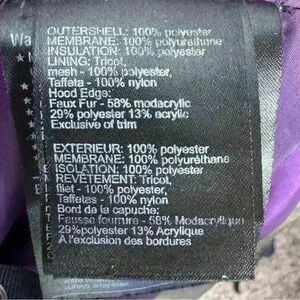 OUTERSHELL: 100% polyester
MEMBRANE: 100% polyurethane
INSULATION: 100% polyester
LINING: Tricot,
mesh - 100% polyester,
Taffeta - 100% nylon
Hood Edge:
Faux Fur - 58% modacrylic
29% polyester 13% acrylic
Exclusive of trim
EXTERIEUR: 100% polyester
MEMBRANE: 100% polyuréthane
ISOLATION: 100% polyester
REVÊTEMENT: Tricot,
filet - 100% polyester,
Taffetas - 100% nylon
Bord de la capuche:
Fausse fourrure - 58% Modacrylique
29%polyester 13% Acrylique
A l'exclusion des bordures